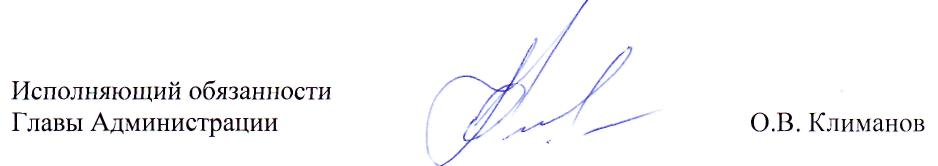 Исполняющий обязанности
Главы Администрации О.В. Климанов